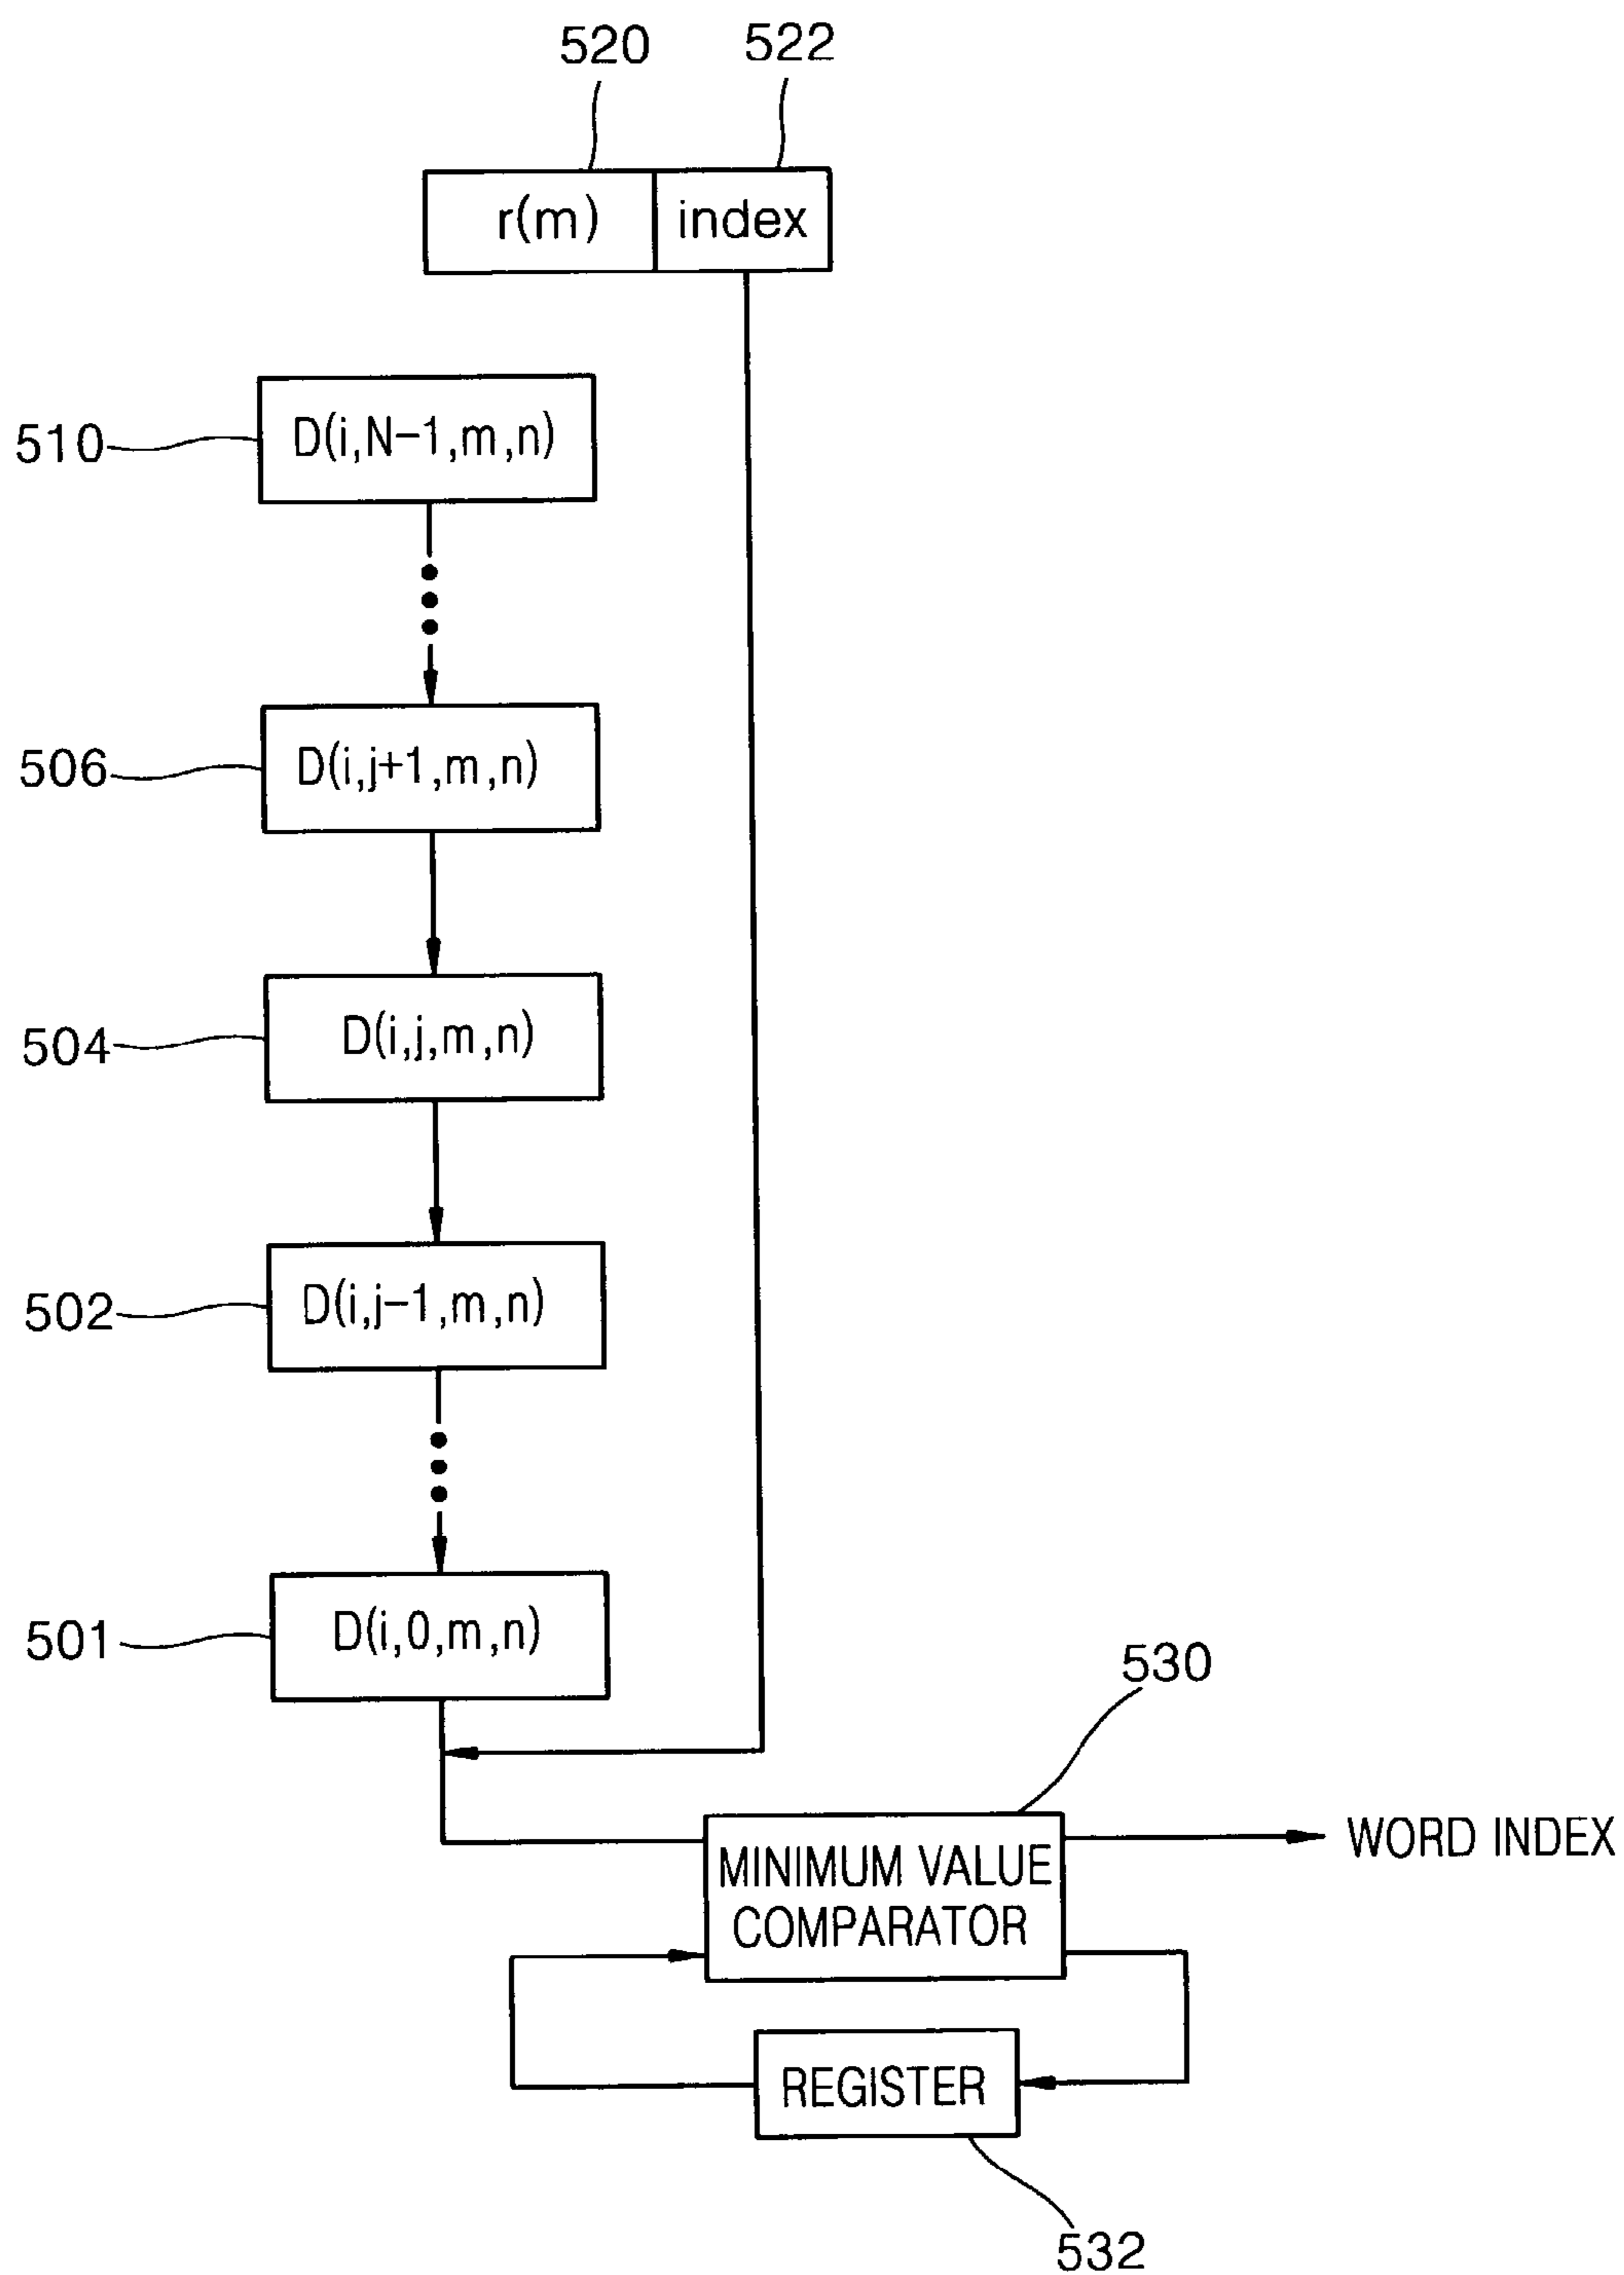 520 522
r(m) index
510 D(i,N-1,m,n)
506 D(i,j+1,m,n)
504 D(i,j,m,n)
502 D(i,j-1,m,n)
501 D(i,0,m,n)
530
MINIMUM VALUE
COMPARATOR
WORD INDEX
REGISTER
532